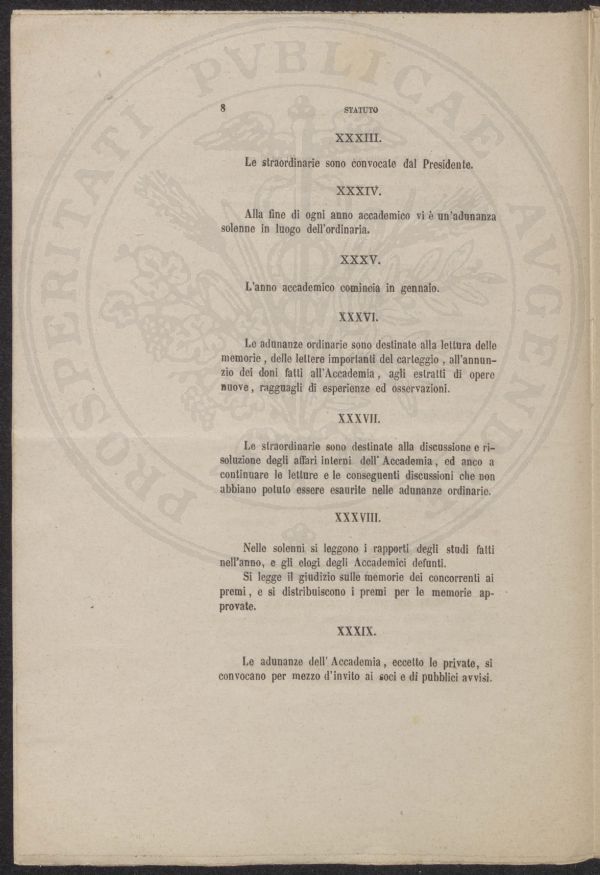 8 STATUTO
XXXIII.
Le straordinarie sono convocate dal Presidente.
XXXIV.
Alla fine di ogni anno accademico vi è un'adunanza
solenne in luogo dell'ordinaria.
XXXV.
L'anno accademico comincia in gennaio.
XXXVI.
Le adunanze ordinarie sono destinate alla lettura delle
memorie , delle lettere importanti del carteggio , all'annun-
zio dei doni fatti all'Accademia , agli estratti di opere
nuove , ragguagli di esperienze ed osservazioni.
XXXVII.
Le straordinarie sono destinate alla discussione e ri-
soluzione degli affari interni dell' Accademia , ed anco a
continuare le letture e le conseguenti discussioni che non
abbiano potuto essere esaurite nelle adunanze ordinarie.
XXXVIII.
Nelle solenni si leggono i rapporti degli studi fatti
nell'anno, e gli elogi degli Accademici defunti.
Si legge il giudizio sulle memorie dei concorrenti ai
premi , e si distribuiscono i premi per le memorie ap-
provate.
XXXIX.
Le adunanze dell' Accademia , eccetto le private, si
convocano per mezzo d'invito ai soci e di pubblici avvisi.
PROSPERITATI PVBLICAE AVGENDAE